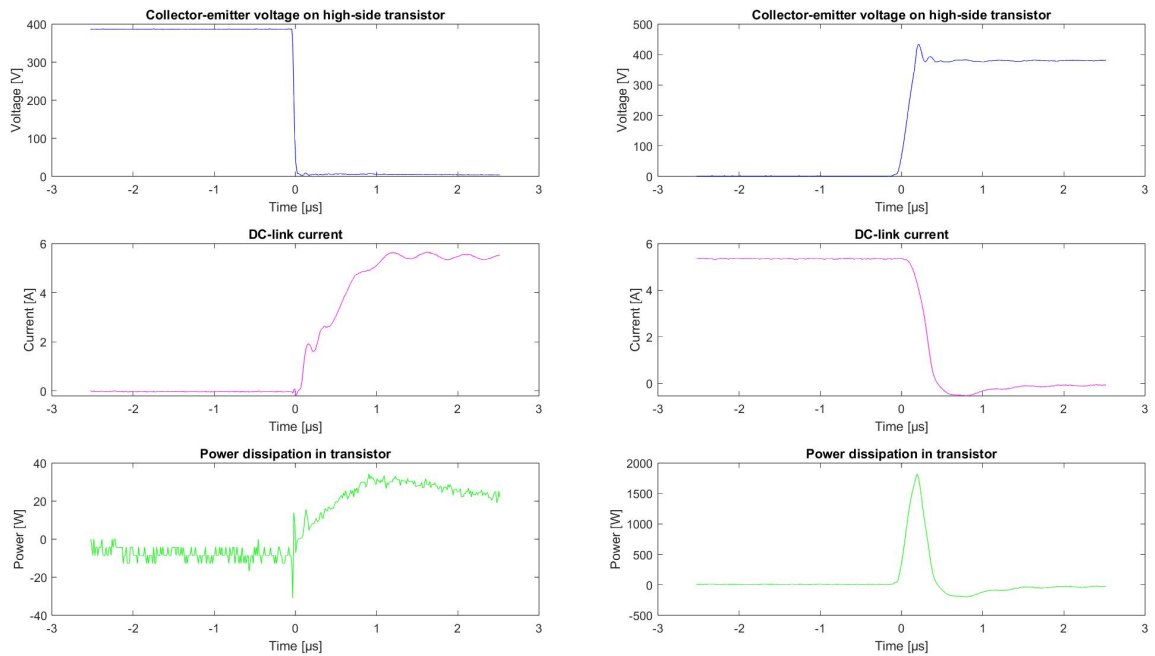 Collector-emitter voltage on high-side transistor
400
300
200
100
0
Voltage [V]
-3 -2 -1 0 1 2 3
Time [µs]
Collector-emitter voltage on high-side transistor
500
400
300
200
100
0
Voltage [V]
-3 -2 -1 0 1 2 3
Time [µs]
DC-link current
6
4
2
0
Current [A]
-3 -2 -1 0 1 2 3
Time [µs]
DC-link current
6
4
2
0
Current [A]
-3 -2 -1 0 1 2 3
Time [µs]
Power dissipation in transistor
40
20
0
-20
-40
Power [W]
-3 -2 -1 0 1 2 3
Time [µs]
Power dissipation in transistor
2000
1500
1000
500
0
-500
Power [W]
-3 -2 -1 0 1 2 3
Time [µs]